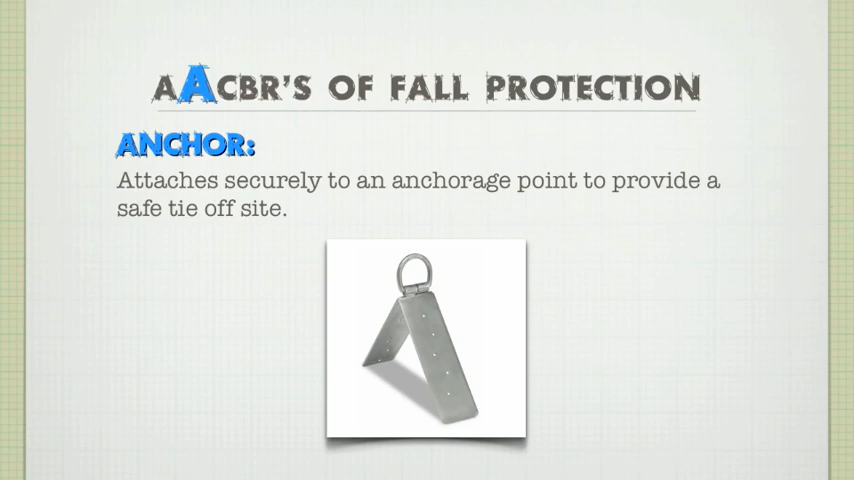 AACBR'S OF FALL PROTECTION
ANCHOR:
Attaches securely to an anchorage point to provide a
safe tie off site.